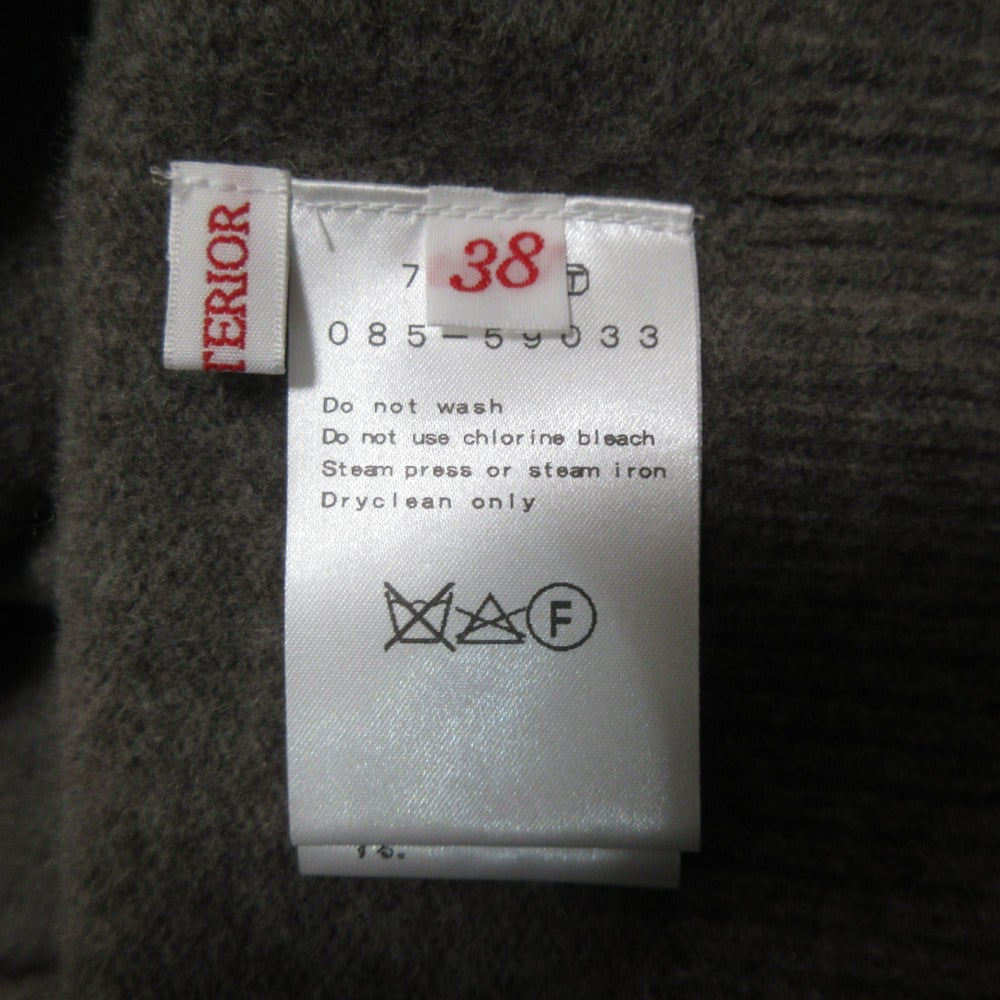 TERIOR
38
7
085-59033
Do not wash
Do not use chlorine bleach
Steam press or steam iron
Dryclean only
F